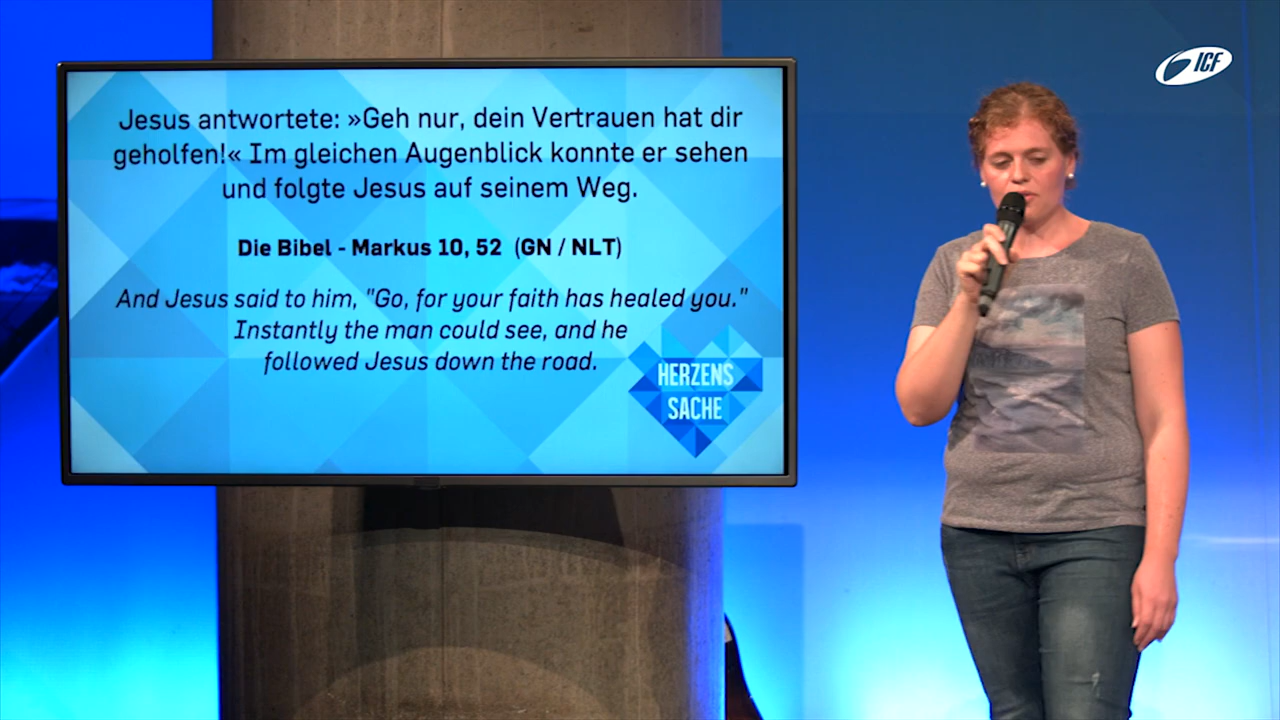 ICF
Jesus antwortete: »Geh nur, dein Vertrauen hat dir
geholfen!« Im gleichen Augenblick konnte er sehen
und folgte Jesus auf seinem Weg.
Die Bibel - Markus 10, 52 (GN / NLT)
And Jesus said to him, "Go, for your faith has healed you."
Instantly the man could see, and he
followed Jesus down the road.
HERZENS
SACHE